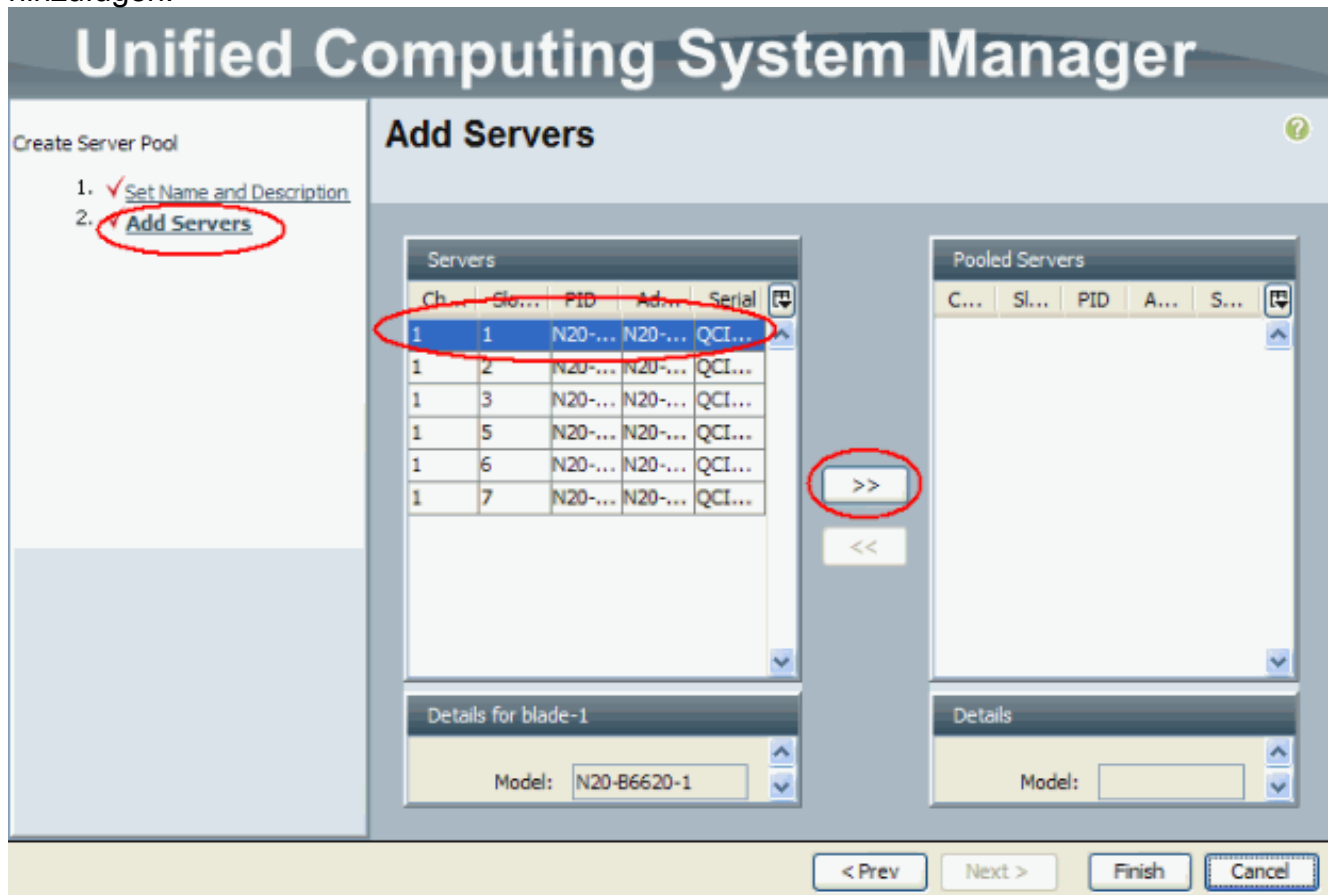 Unified Computing System Manager
Create Server Pool
1. Set Name and Description
2. Add Servers
Add Servers
Servers
Ch... Slo... PID Ad... Serial
1 1 N20-... N20-... QCI...
1 2 N20-... N20-... QCI...
1 3 N20-... N20-... QCI...
1 5 N20-... N20-... QCI...
1 6 N20-... N20-... QCI...
1 7 N20-... N20-... QCI...
>>
<<
Pooled Servers
C... Sl... PID A... S...
Details for blade-1
Model: N20-B6620-1
Details
Model:
< Prev Next > Finish Cancel